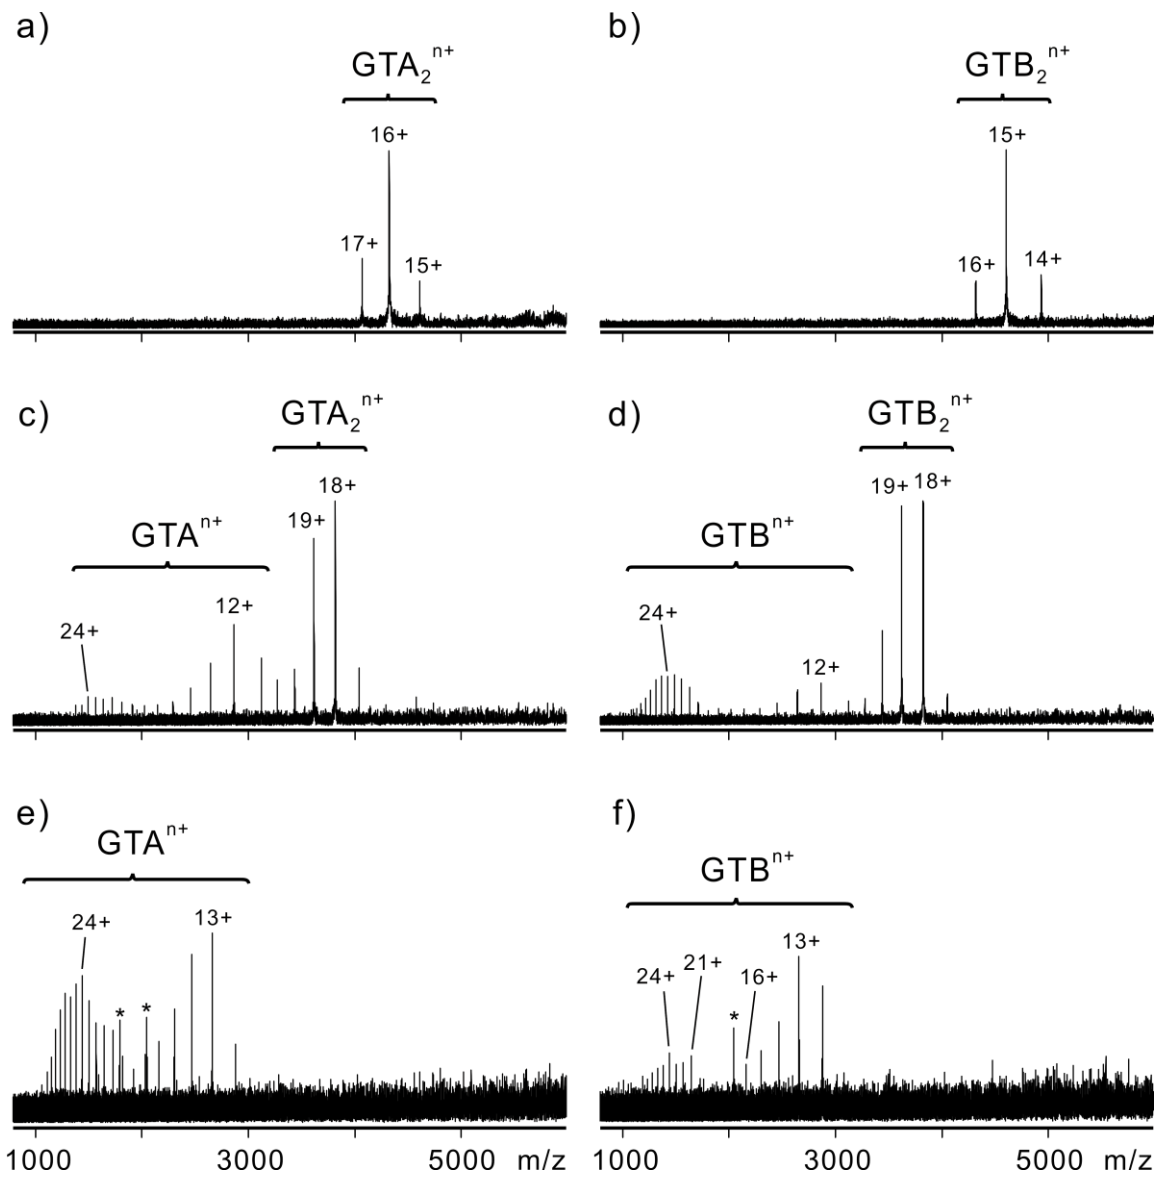 a)
GTA₂ⁿ⁺
16+
17+
15+
b)
GTB₂ⁿ⁺
15+
16+
14+
c)
GTA₂ⁿ⁺
18+
19+
GTAⁿ⁺
12+
24+
d)
GTB₂ⁿ⁺
19+ 18+
GTBⁿ⁺
24+
12+
e)
GTAⁿ⁺
24+
13+
* *
1000 3000 5000 m/z
f)
GTBⁿ⁺
13+
24+ 21+ 16+
*
1000 3000 5000 m/z